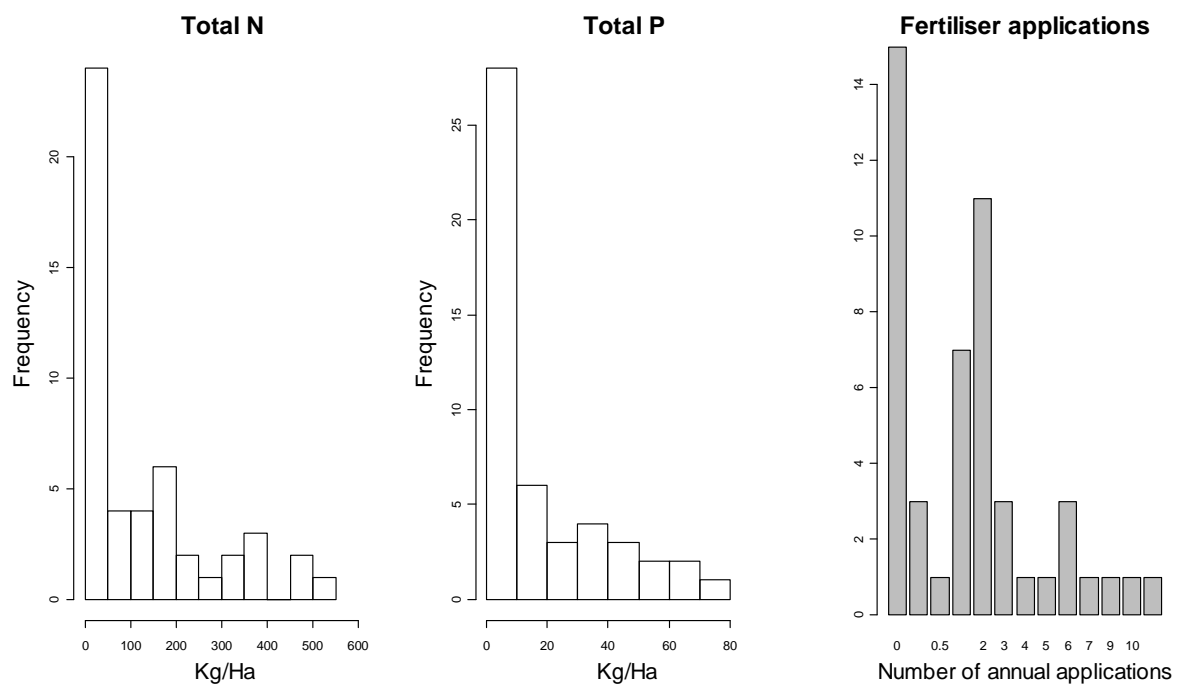 Total N
Frequency
0 5 10 15 20
0 100 200 300 400 500 600
Kg/Ha
Total P
Frequency
0 5 10 15 20 25
0 20 40 60 80
Kg/Ha
Fertiliser applications
0 2 4 6 8 10 12 14
0 0.5 2 3 4 5 6 7 9 10
Number of annual applications